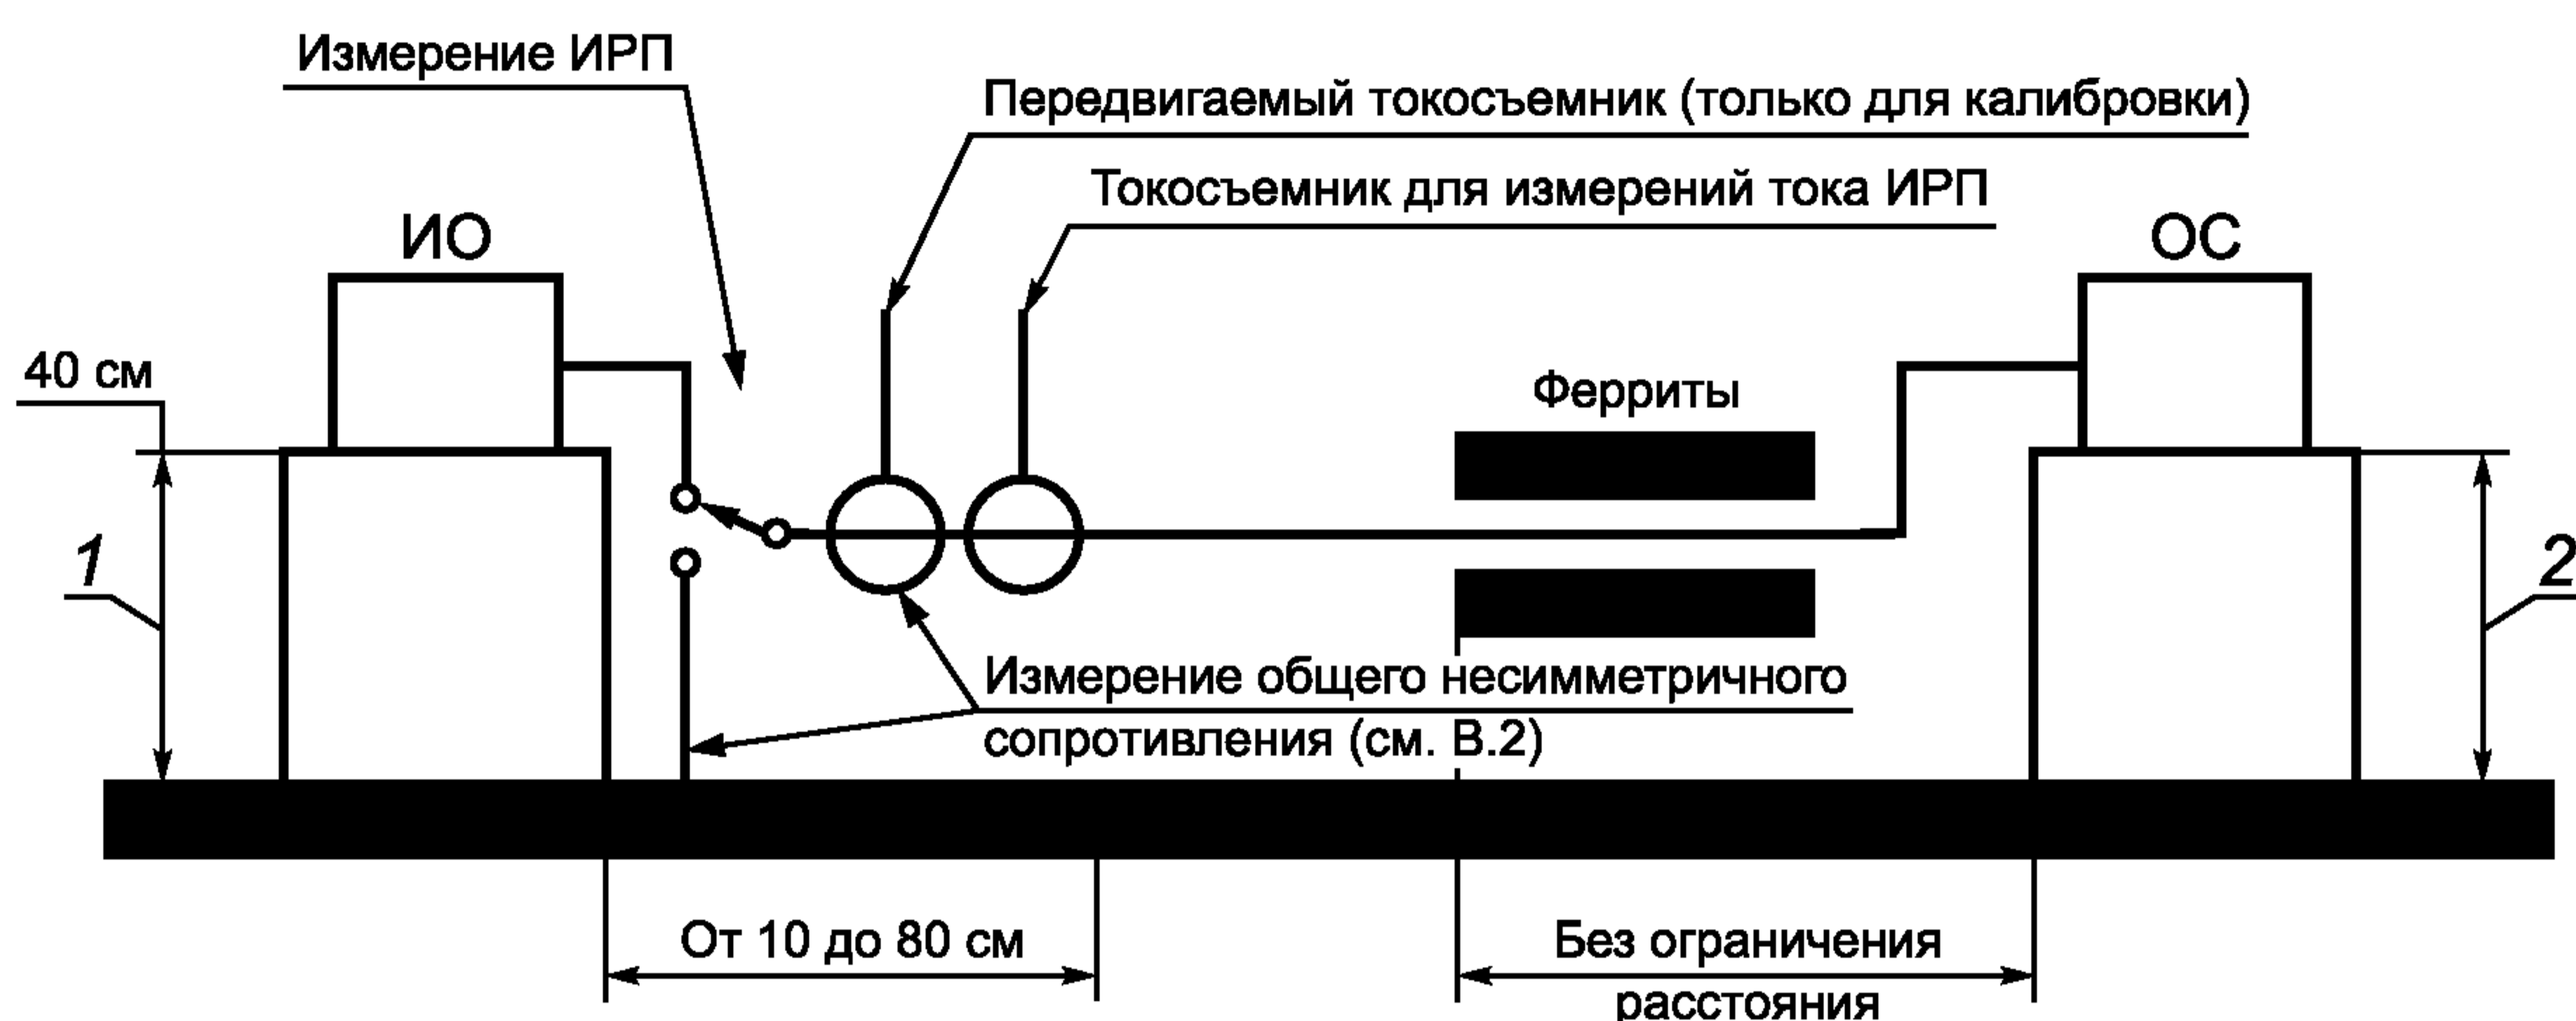 Измерение ИРП
Передвигаемый токосъемник (только для калибровки)
Токосъемник для измерений тока ИРП
ИО
ОС
40 см
Ферриты
1
2
Измерение общего несимметричного
сопротивления (см. В.2)
От 10 до 80 см
Без ограничения
расстояния